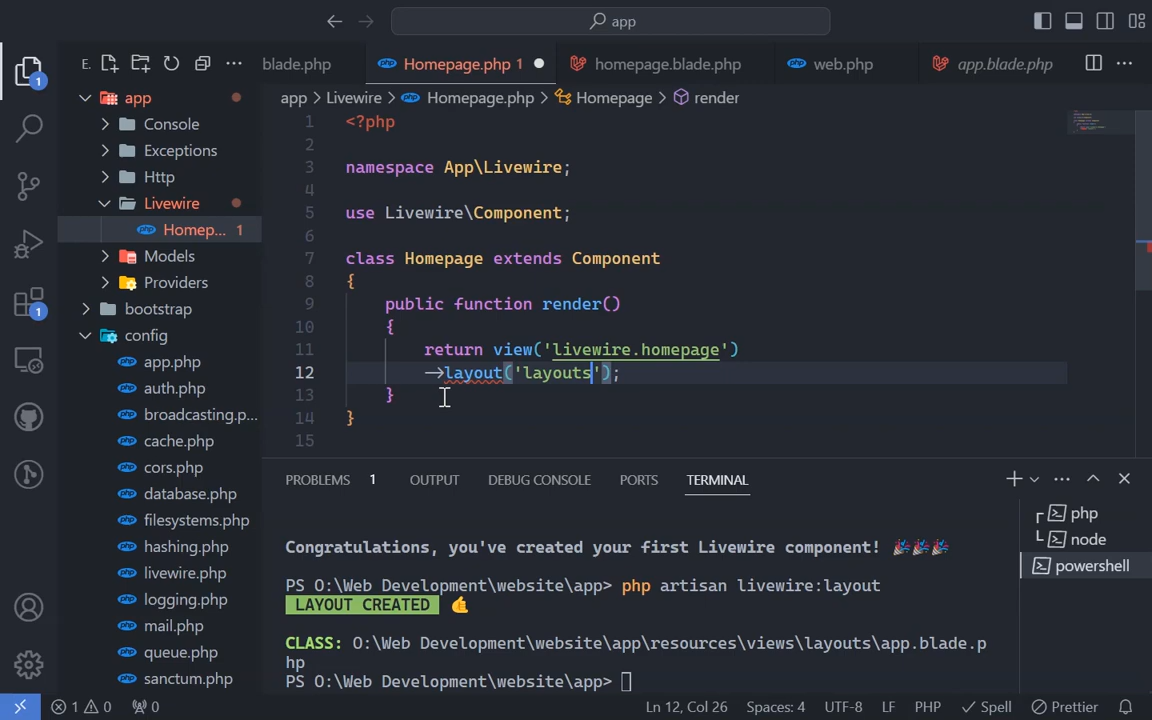 app
E.
blade.php
Homepage.php 1
homepage.blade.php
web.php
app.blade.php
app
app > Livewire > Homepage.php > Homepage > render
Console
Exceptions
Http
Livewire
Homep... 1
Models
Providers
bootstrap
config
app.php
auth.php
broadcasting.p...
cache.php
cors.php
database.php
filesystems.php
hashing.php
livewire.php
logging.php
mail.php
queue.php
sanctum.php
1
1
1 <?php
2
3 namespace App\Livewire;
4
5 use Livewire\Component;
6
7 class Homepage extends Component
8 {
9 public function render()
10 {
11 return view('livewire.homepage')
12 ->layout('layouts');
13 }
14 }
15
PROBLEMS 1 OUTPUT DEBUG CONSOLE PORTS TERMINAL
Congratulations, you've created your first Livewire component! 🎉🎉🎉
PS O:\Web Development\website\app> php artisan livewire:layout
LAYOUT CREATED 🤙
CLASS: O:\Web Development\website\app\resources\views\layouts\app.blade.p
hp
PS O:\Web Development\website\app>
php
node
powershell
1 0 0 Ln 12, Col 26 Spaces: 4 UTF-8 LF PHP Spell Prettier